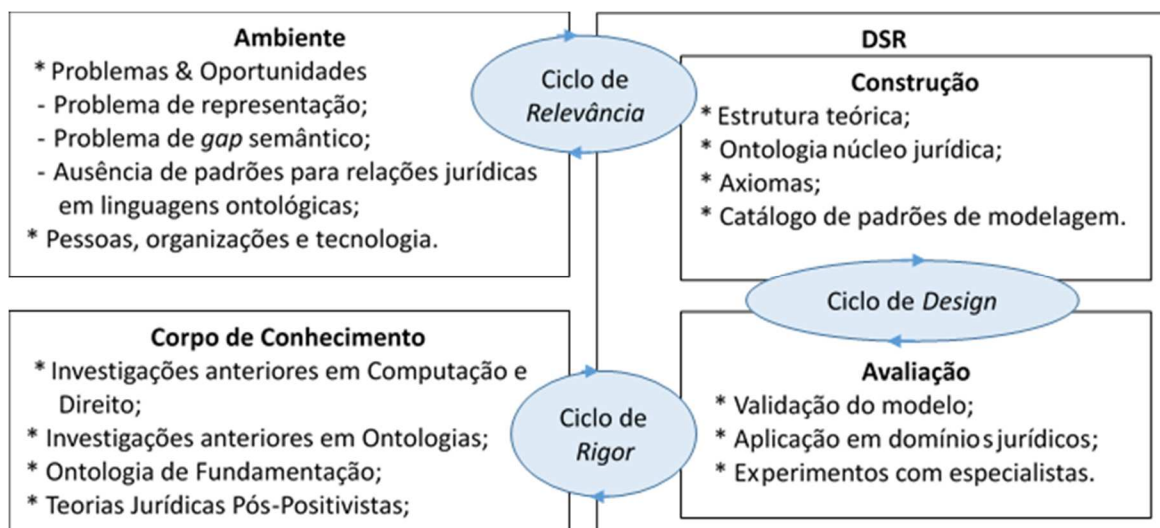 Ambiente
* Problemas & Oportunidades
- Problema de representação;
- Problema de gap semântico;
- Ausência de padrões para relações jurídicas
em linguagens ontológicas;
* Pessoas, organizações e tecnologia.
Ciclo de
Relevância
DSR
Construção
* Estrutura teórica;
* Ontologia núcleo jurídica;
* Axiomas;
* Catálogo de padrões de modelagem.
Ciclo de Design
Corpo de Conhecimento
* Investigações anteriores em Computação e
Direito;
* Investigações anteriores em Ontologias;
* Ontologia de Fundamentação;
* Teorias Jurídicas Pós-Positivistas;
Ciclo de
Rigor
Avaliação
* Validação do modelo;
* Aplicação em domínios jurídicos;
* Experimentos com especialistas.